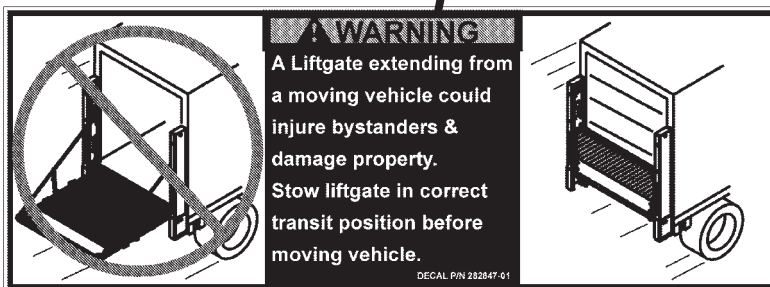 WARNING
A Liftgate extending from
a moving vehicle could
injure bystanders &
damage property.
Stow liftgate in correct
transit position before
moving vehicle.
DECAL P/N 282847-01